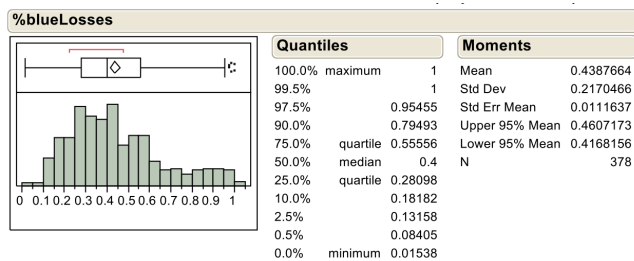 %blueLosses
0 0.1 0.2 0.3 0.4 0.5 0.6 0.7 0.8 0.9 1
Quantiles
100.0% maximum 1
99.5% 1
97.5% 0.95455
90.0% 0.79493
75.0% quartile 0.55556
50.0% median 0.4
25.0% quartile 0.28098
10.0% 0.18182
2.5% 0.13158
0.5% 0.08405
0.0% minimum 0.01538
Moments
Mean 0.4387664
Std Dev 0.2170466
Std Err Mean 0.0111637
Upper 95% Mean 0.4607173
Lower 95% Mean 0.4168156
N 378